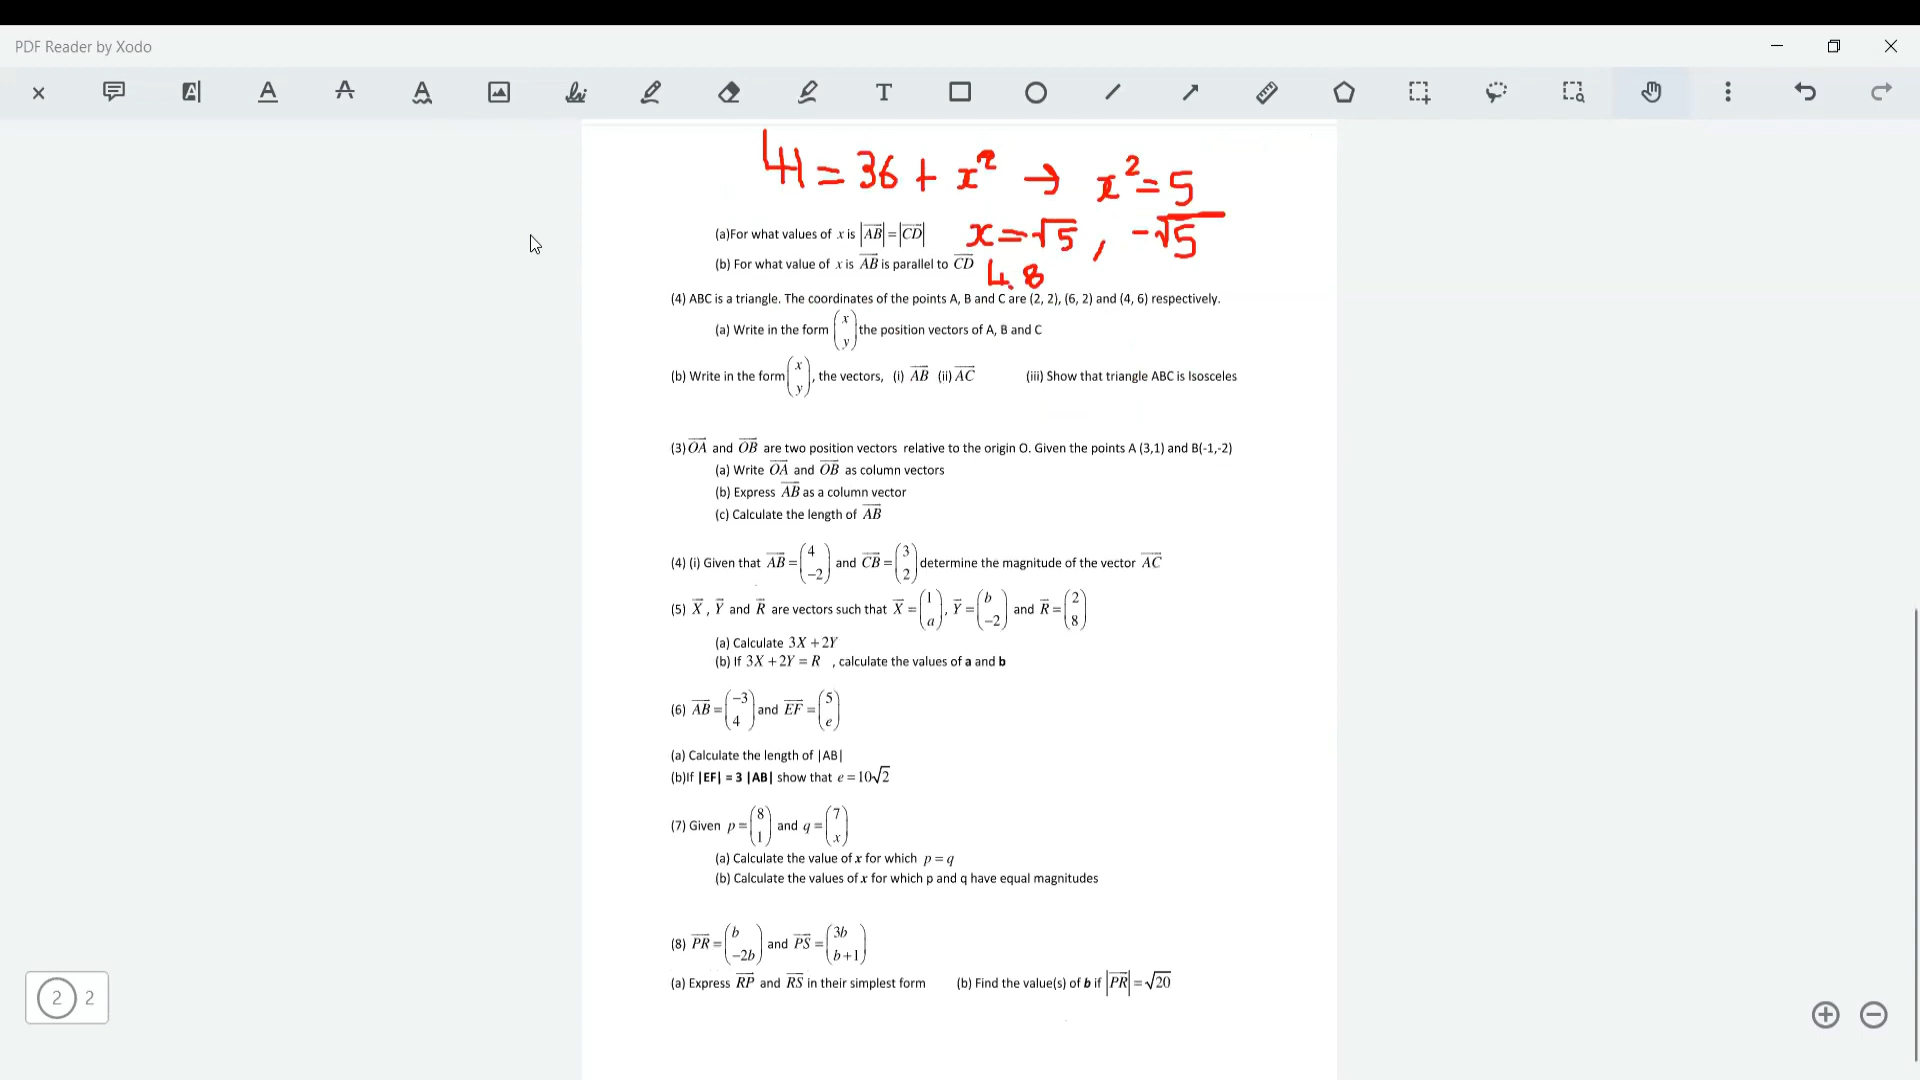 PDF Reader by Xodo
41 = 36 + x² → x² = 5
(a)For what values of x is |AB| = |CD| x = √5 , -√5
(b) For what value of x is AB is parallel to CD 4.8
(4) ABC is a triangle. The coordinates of the points A, B and C are (2, 2), (6, 2) and (4, 6) respectively.
(a) Write in the form (x y) the position vectors of A, B and C
(b) Write in the form (x y), the vectors, (i) AB (ii) AC (iii) Show that triangle ABC is Isosceles
(3) OA and OB are two position vectors relative to the origin O. Given the points A (3,1) and B(-1,-2)
(a) Write OA and OB as column vectors
(b) Express AB as a column vector
(c) Calculate the length of AB
(4) (i) Given that AB = (4 −2) and CB = (3 2) determine the magnitude of the vector AC
(5) X , Y and R are vectors such that X = (1 a), Y = (b −2) and R = (2 8)
(a) Calculate 3X + 2Y
(b) If 3X + 2Y = R , calculate the values of a and b
(6) AB = (−3 4) and EF = (5 e)
(a) Calculate the length of |AB|
(b)If |EF| = 3 |AB| show that e = 10√2
(7) Given p = (8 1) and q = (7 x)
(a) Calculate the value of x for which p = q
(b) Calculate the values of x for which p and q have equal magnitudes
(8) PR = (b −2b) and PS = (3b b+1)
(a) Express RP and RS in their simplest form (b) Find the value(s) of b if |PR| = √20
2 2